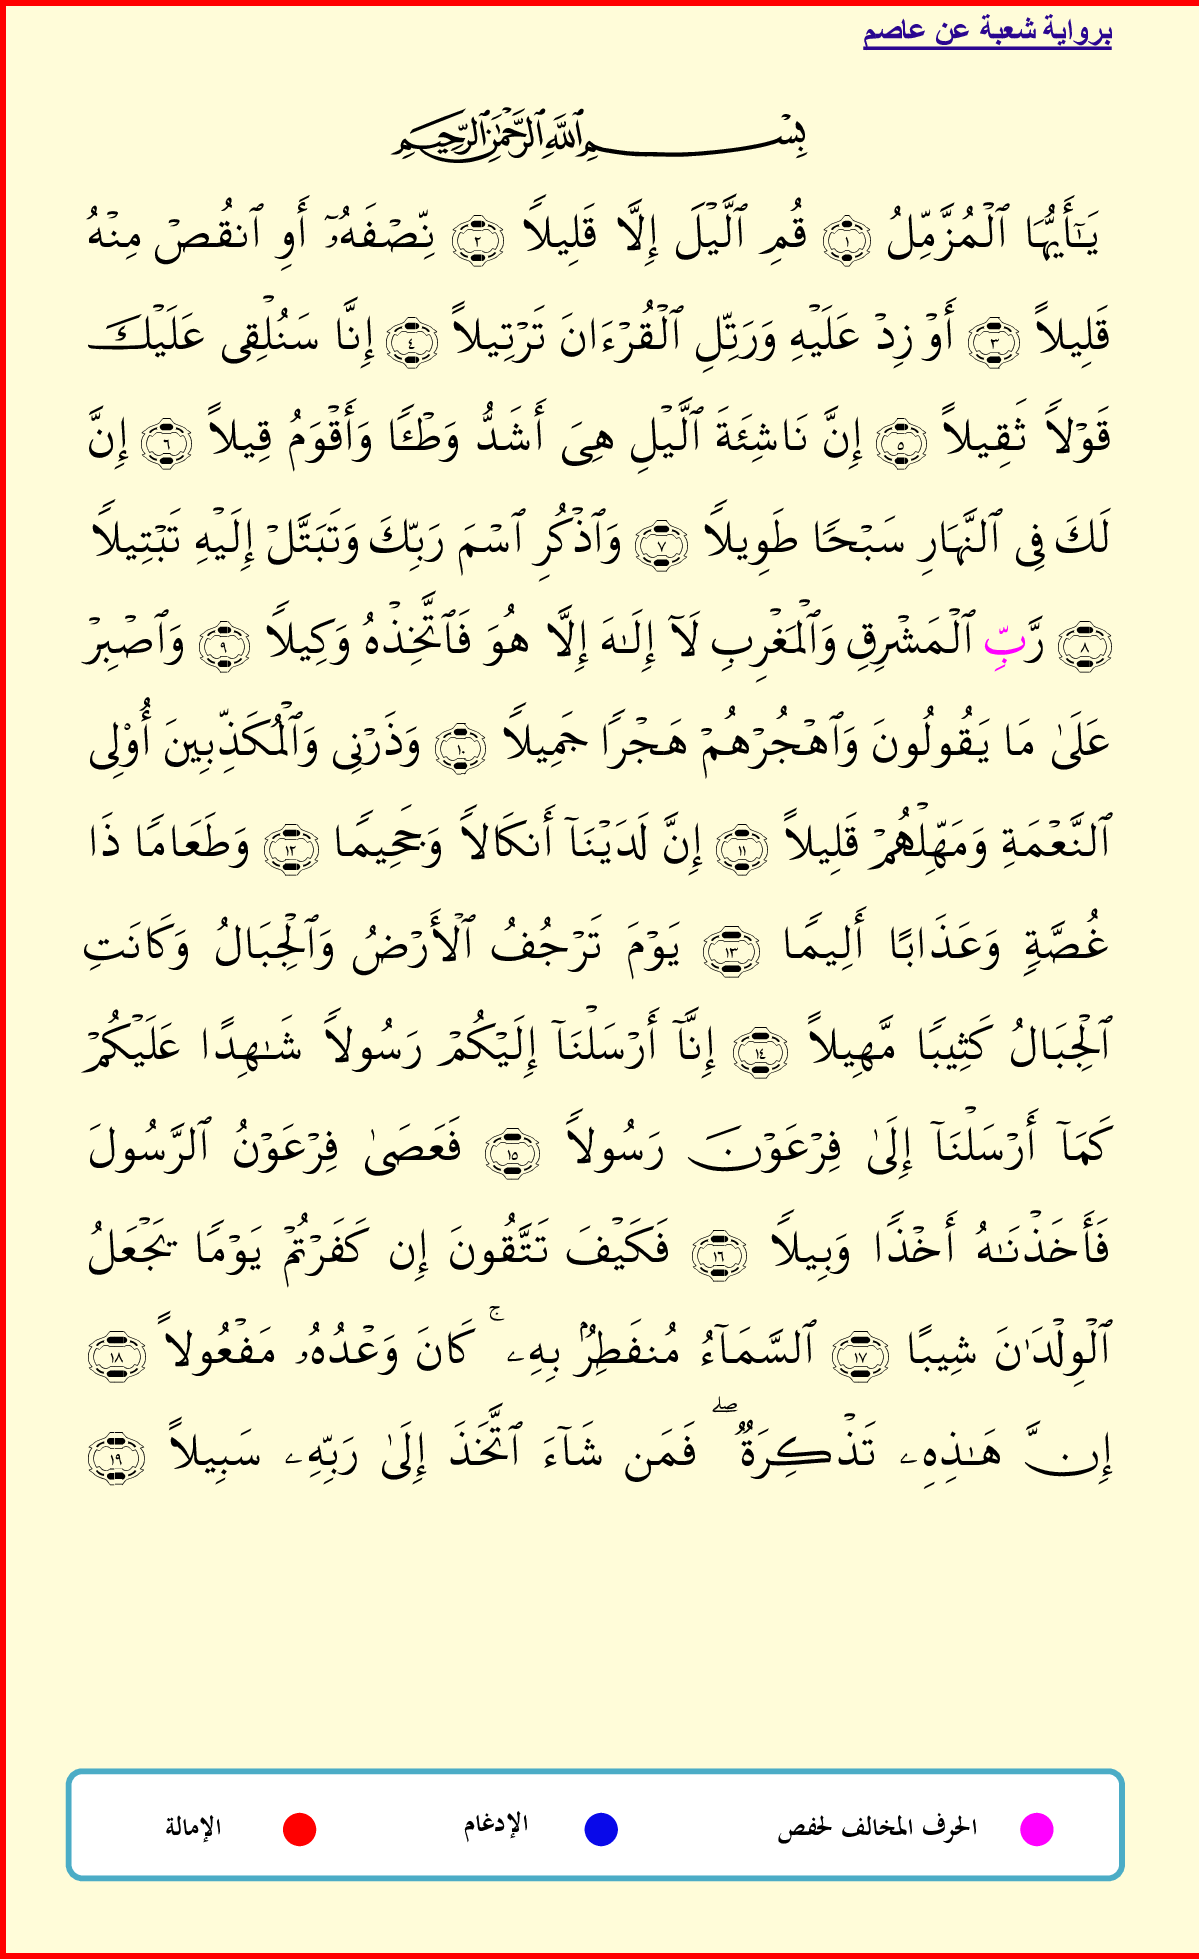 برواية شعبة عن عاصم
بِسْمِ ٱللَّهِ ٱلرَّحْمَٰنِ ٱلرَّحِيمِ
يَـٰٓأَيُّهَا ٱلْمُزَّمِّلُ ١ قُمِ ٱلَّيْلَ إِلَّا قَلِيلاً ٢ نِّصْفَهُۥٓ أَوِ ٱنقُصْ مِنْهُ
قَلِيلاً ٣ أَوْ زِدْ عَلَيْهِ وَرَتِّلِ ٱلْقُرْءَانَ تَرْتِيلاً ٤ إِنَّا سَنُلْقِى عَلَيْكَ
قَوْلاً ثَقِيلاً ٥ إِنَّ نَاشِئَةَ ٱلَّيْلِ هِىَ أَشَدُّ وَطْـًٔا وَأَقْوَمُ قِيلاً ٦ إِنَّ
لَكَ فِى ٱلنَّهَارِ سَبْحًا طَوِيلاً ٧ وَٱذْكُرِ ٱسْمَ رَبِّكَ وَتَبَتَّلْ إِلَيْهِ تَبْتِيلاً
٨ رَّبِّ ٱلْمَشْرِقِ وَٱلْمَغْرِبِ لَآ إِلَـٰهَ إِلَّا هُوَ فَٱتَّخِذْهُ وَكِيلاً ٩ وَٱصْبِرْ
عَلَىٰ مَا يَقُولُونَ وَٱهْجُرْهُمْ هَجْرًا جَمِيلاً ١٠ وَذَرْنِى وَٱلْمُكَذِّبِينَ أُوْلِى
ٱلنَّعْمَةِ وَمَهِّلْهُمْ قَلِيلاً ١١ إِنَّ لَدَيْنَآ أَنكَالاً وَجَحِيمًا ١٢ وَطَعَامًا ذَا
غُصَّةٍ وَعَذَابًا أَلِيمًا ١٣ يَوْمَ تَرْجُفُ ٱلْأَرْضُ وَٱلْجِبَالُ وَكَانَتِ
ٱلْجِبَالُ كَثِيبًا مَّهِيلاً ١٤ إِنَّآ أَرْسَلْنَآ إِلَيْكُمْ رَسُولاً شَـٰهِدًا عَلَيْكُمْ
كَمَآ أَرْسَلْنَآ إِلَىٰ فِرْعَوْنَ رَسُولاً ١٥ فَعَصَىٰ فِرْعَوْنُ ٱلرَّسُولَ
فَأَخَذْنَـٰهُ أَخْذًا وَبِيلاً ١٦ فَكَيْفَ تَتَّقُونَ إِن كَفَرْتُمْ يَوْمًا يَجْعَلُ
ٱلْوِلْدَٰنَ شِيبًا ١٧ ٱلسَّمَآءُ مُنفَطِرٌۢ بِهِۦ ۚ كَانَ وَعْدُهُۥ مَفْعُولاً ١٨
إِنَّ هَـٰذِهِۦ تَذْكِرَةٌ ۖ فَمَن شَآءَ ٱتَّخَذَ إِلَىٰ رَبِّهِۦ سَبِيلاً ١٩
الحرف المخالف لحفص الإدغام الإمالة